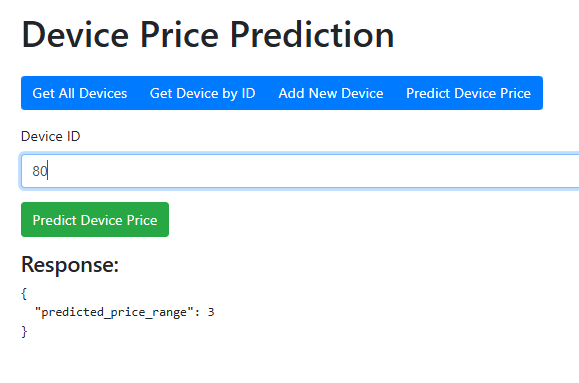 Device Price Prediction
Get All Devices Get Device by ID Add New Device Predict Device Price
Device ID
80
Predict Device Price
Response:
{
  "predicted_price_range": 3
}